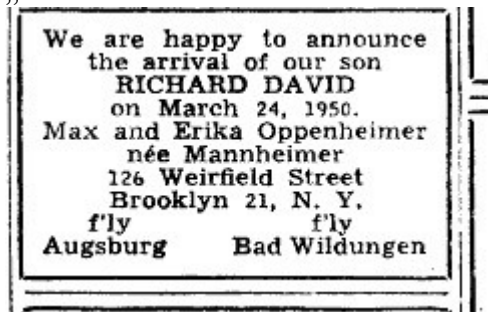 We are happy to announce
the arrival of our son
RICHARD DAVID
on March 24, 1950.
Max and Erika Oppenheimer
née Mannheimer
126 Weirfield Street
Brooklyn 21, N. Y.
f'ly f'ly
Augsburg Bad Wildungen